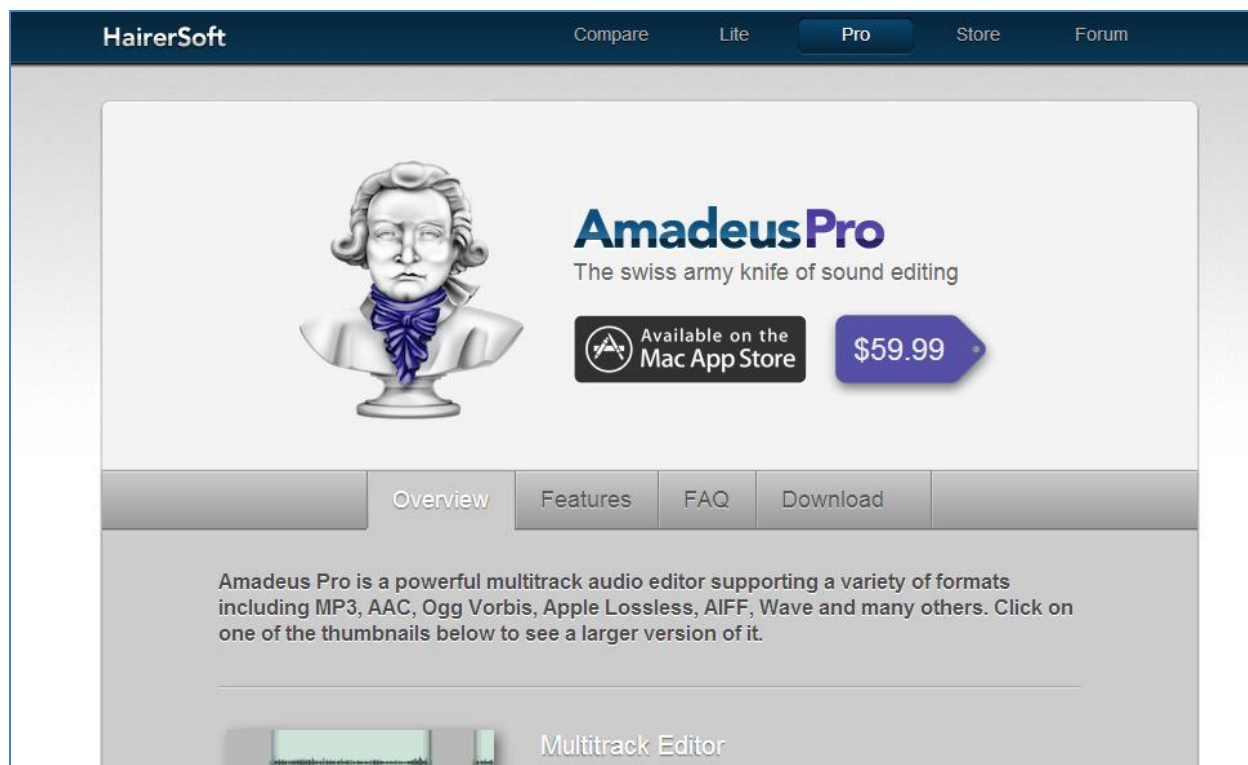 HairerSoft
Compare
Lite
Pro
Store
Forum
AmadeusPro
The swiss army knife of sound editing
Available on the
Mac App Store
$59.99
Overview
Features
FAQ
Download
Amadeus Pro is a powerful multitrack audio editor supporting a variety of formats
including MP3, AAC, Ogg Vorbis, Apple Lossless, AIFF, Wave and many others. Click on
one of the thumbnails below to see a larger version of it.
Multitrack Editor